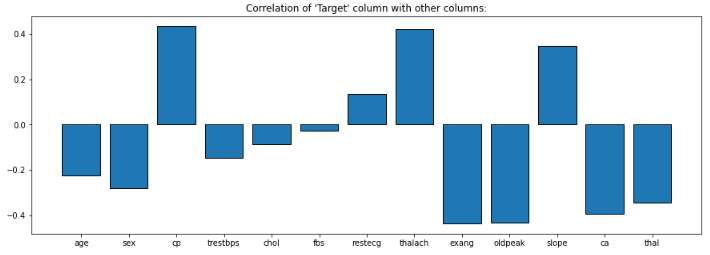 Correlation of 'Target' column with other columns:
0.4
0.2
0.0
−0.2
−0.4
age sex cp trestbps chol fbs restecg thalach exang oldpeak slope ca thal